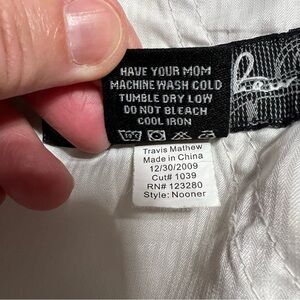 HAVE YOUR MOM
MACHINE WASH COLD
TUMBLE DRY LOW
DO NOT BLEACH
COOL IRON
Travis Mathew
Made in China
12/30/2009
Cut# 1039
RN# 123280
Style: Nooner